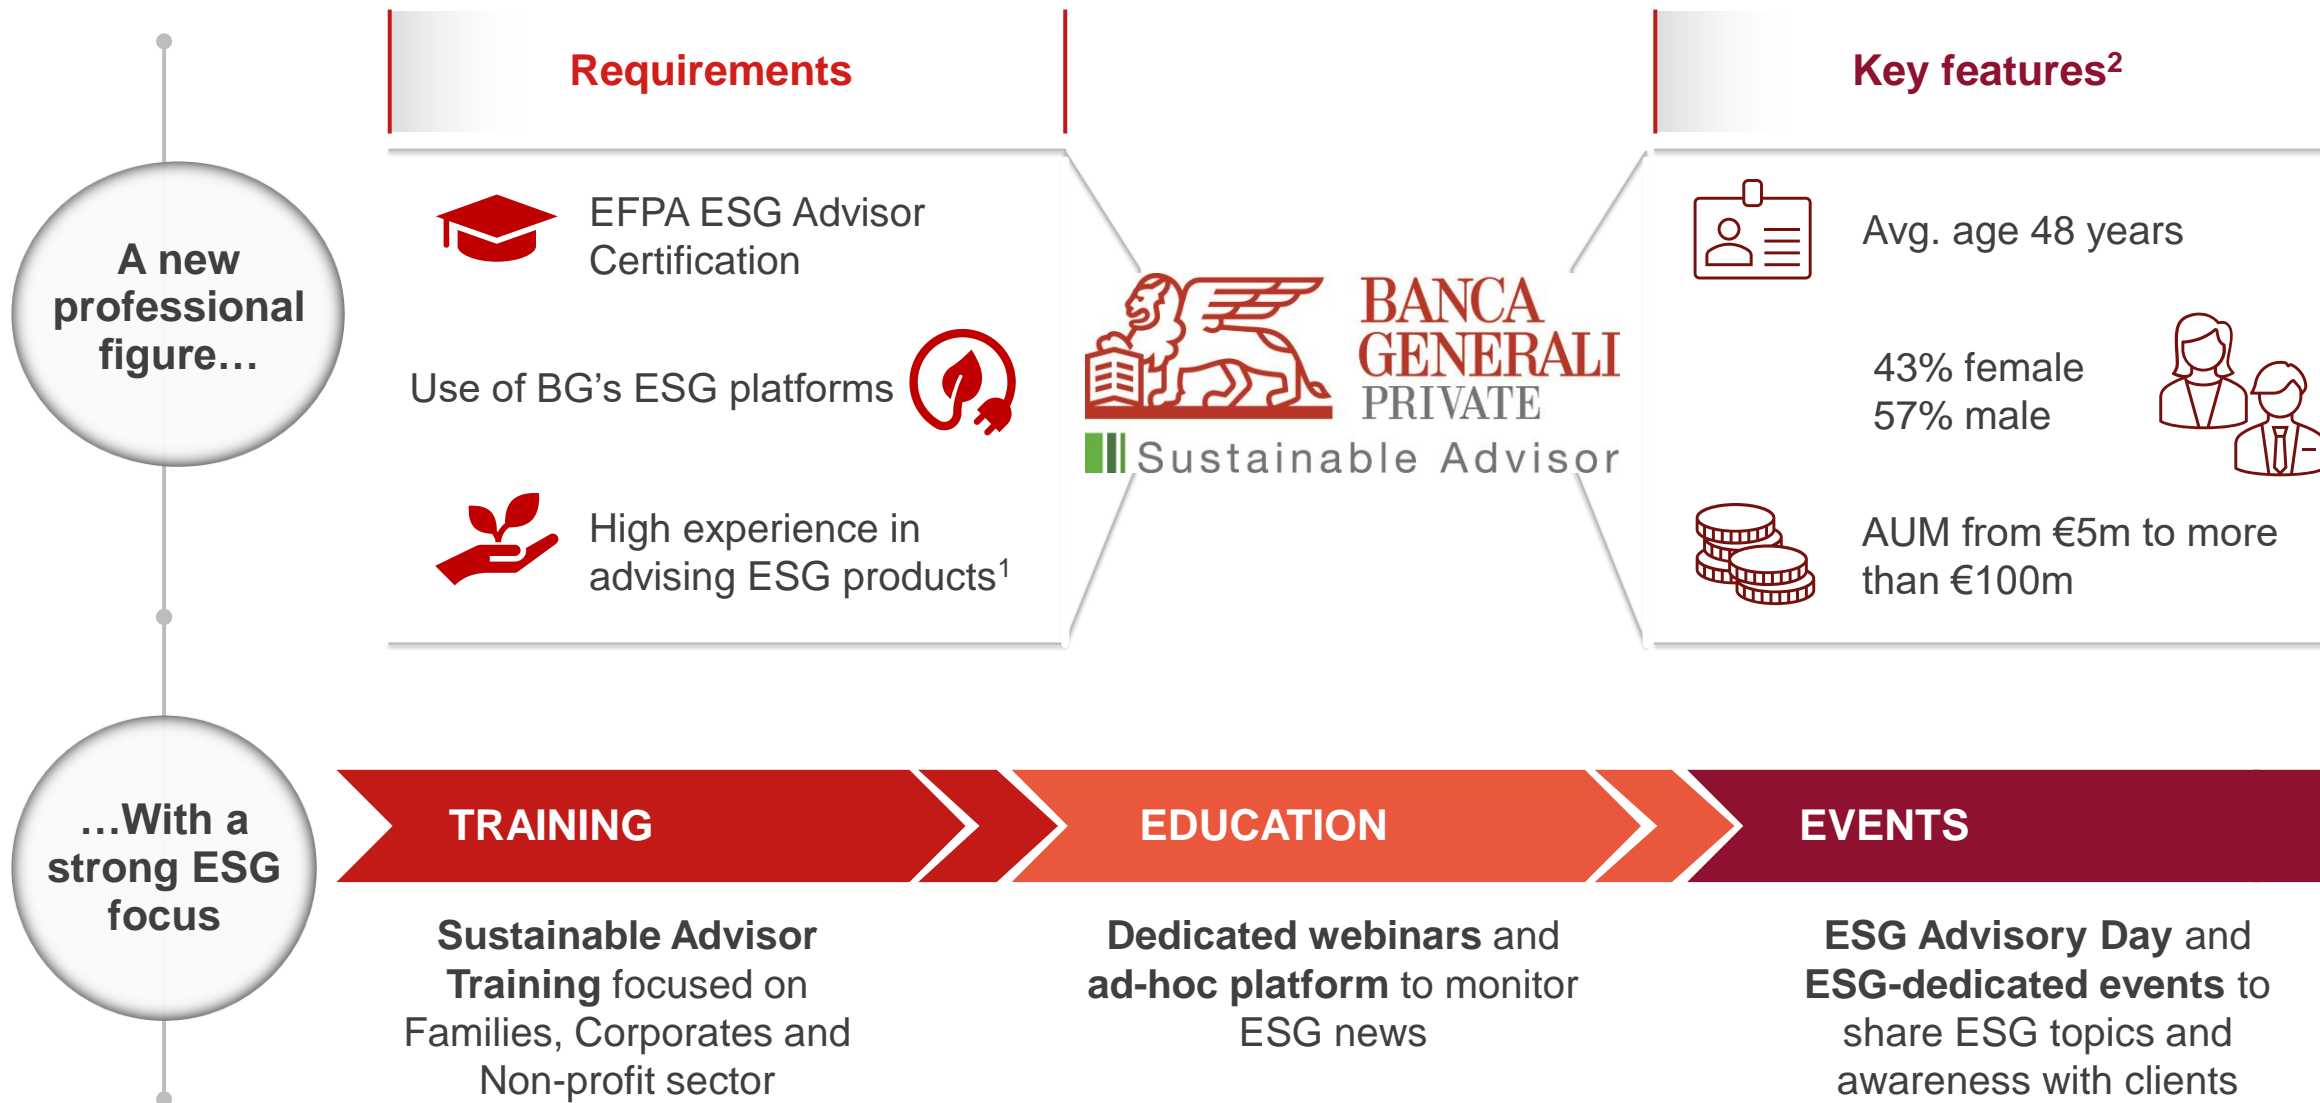 Requirements
Key features²
A new
professional
figure…
EFPA ESG Advisor
Certification
Use of BG’s ESG platforms
High experience in
advising ESG products¹
BANCA
GENERALI
PRIVATE
Sustainable Advisor
Avg. age 48 years
43% female
57% male
AUM from €5m to more
than €100m
…With a
strong ESG
focus
TRAINING
EDUCATION
EVENTS
Sustainable Advisor
Training focused on
Families, Corporates and
Non-profit sector
Dedicated webinars and
ad-hoc platform to monitor
ESG news
ESG Advisory Day and
ESG-dedicated events to
share ESG topics and
awareness with clients